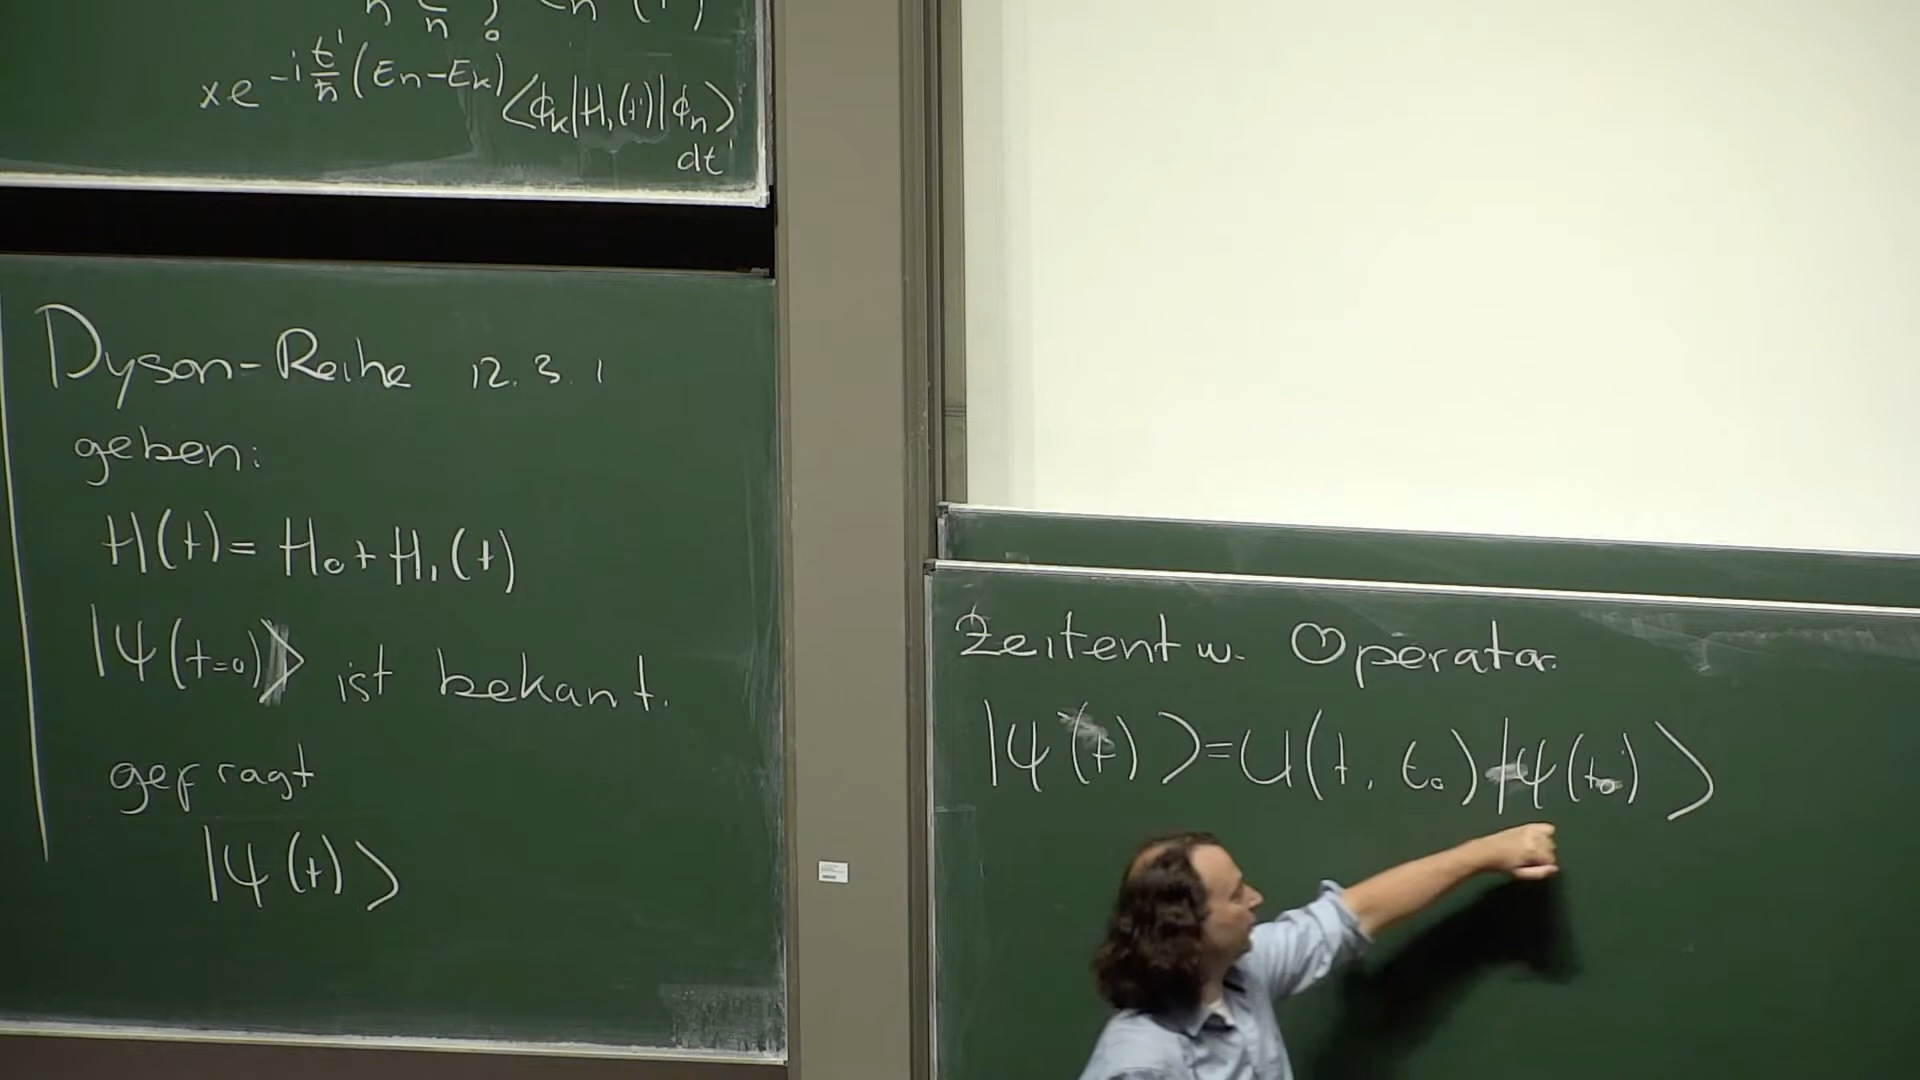 xe^{-i t'/ħ (En-Ek)} <ϕk|H₁(t')|ϕn>
dt'
Dyson-Reihe 12.3.1
geben:
H(t)= H₀+H₁(t)
|Ψ(t=0)> ist bekant.
gefragt
|Ψ(t)>
Zeitentw. Operator.
|Ψ(t)>=U(t, t₀)|Ψ(t₀)>